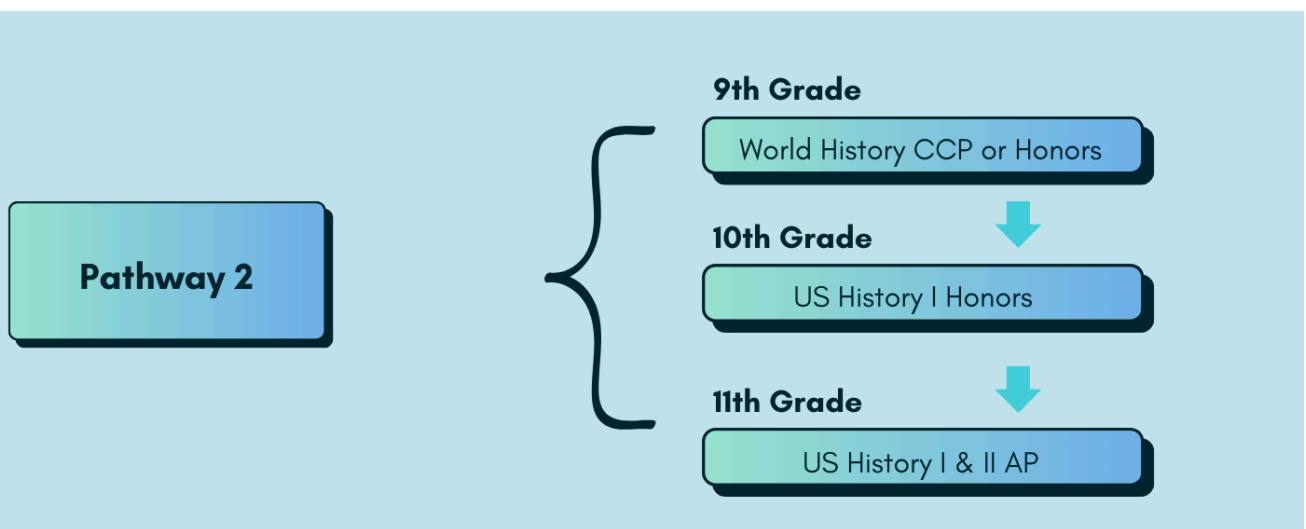 Pathway 2
9th Grade
World History CCP or Honors
10th Grade
US History I Honors
11th Grade
US History I & II AP